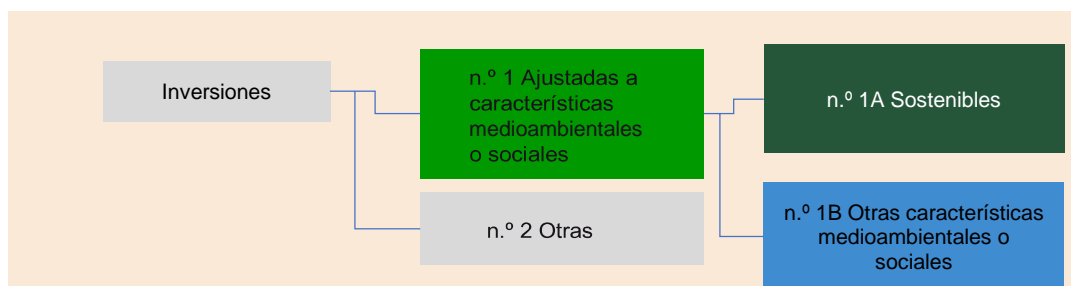 Inversiones
n.º 1 Ajustadas a
características
medioambientales
o sociales
n.º 2 Otras
n.º 1A Sostenibles
n.º 1B Otras características
medioambientales o
sociales